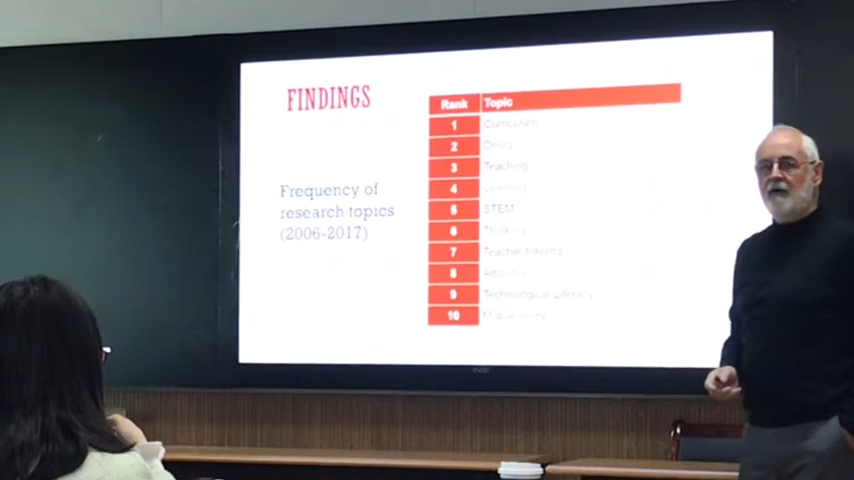 FINDINGS
Frequency of
research topics
(2006-2017)
Rank Topic
1 Curriculum
2 Design
3 Teaching
4 Learning
5 STEM
6 Thinking
7 Teacher training
8
9 Technological Literacy
10